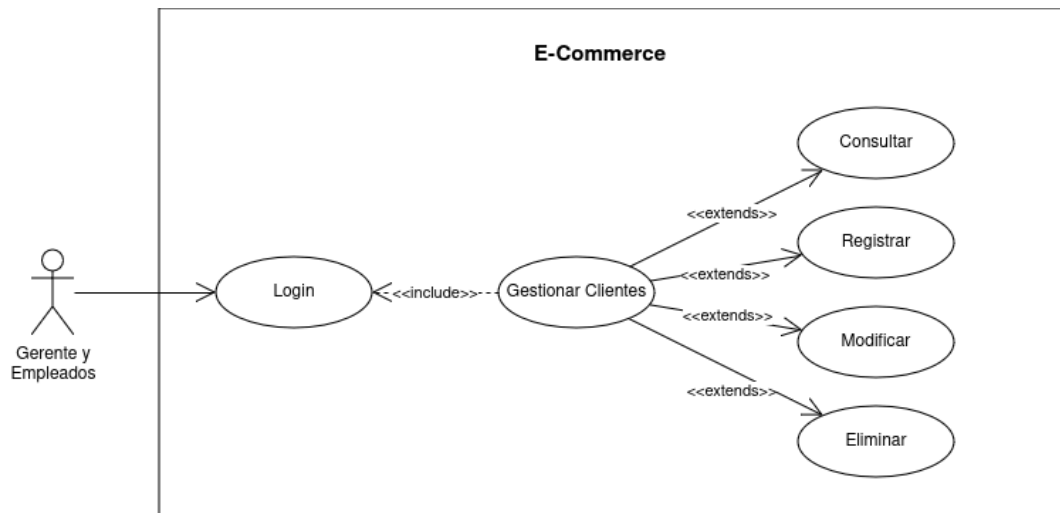 E-Commerce
Consultar
<<extends>>
Registrar
<<extends>>
Login
<<include>>
Gestionar Clientes
<<extends>>
Modificar
Gerente y
Empleados
<<extends>>
Eliminar